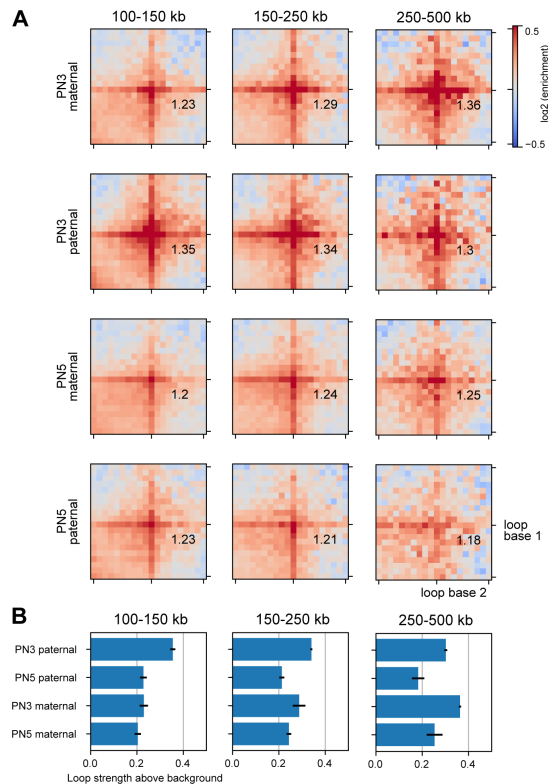 A
100-150 kb
150-250 kb
250-500 kb
0.5
log2 (enrichment)
−0.5
PN3
maternal
1.23
1.29
1.36
PN3
paternal
1.35
1.34
1.3
PN5
maternal
1.2
1.24
1.25
PN5
paternal
1.23
1.21
1.18
loop
base 1
loop base 2
B
100-150 kb
150-250 kb
250-500 kb
PN3 paternal
PN5 paternal
PN3 maternal
PN5 maternal
0.0 0.2 0.4
0.0 0.2 0.4
0.0 0.2 0.4
Loop strength above background